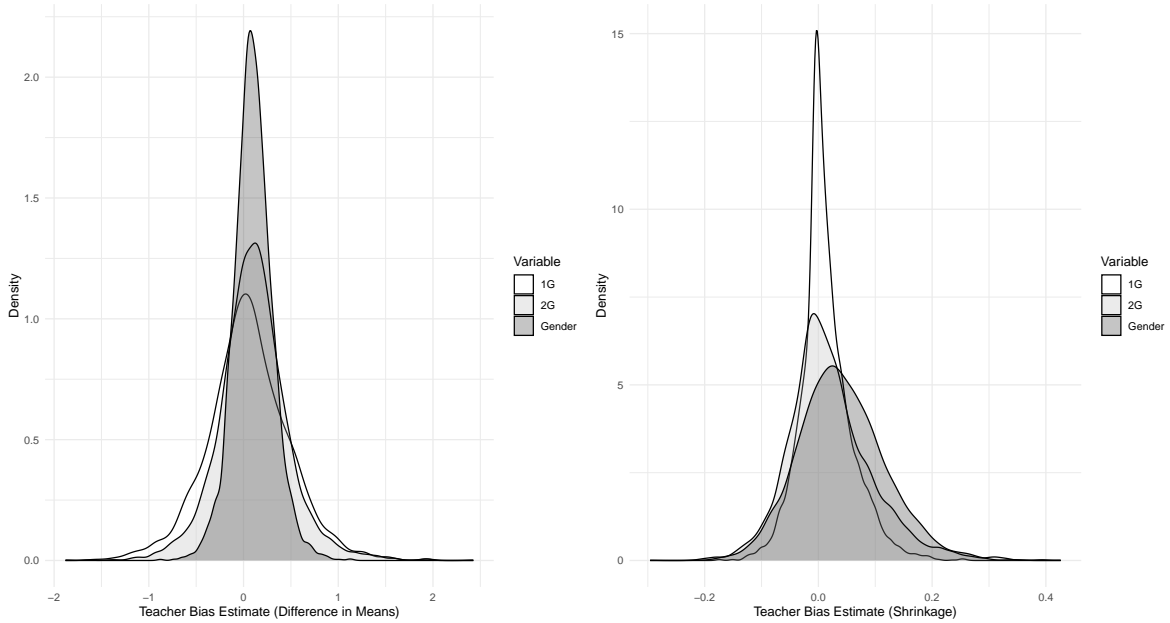 0.0
0.5
1.0
1.5
2.0
Density
−2
−1
0
1
2
Teacher Bias Estimate (Difference in Means)
Variable
1G
2G
Gender
0
5
10
15
Density
−0.2
0.0
0.2
0.4
Teacher Bias Estimate (Shrinkage)
Variable
1G
2G
Gender